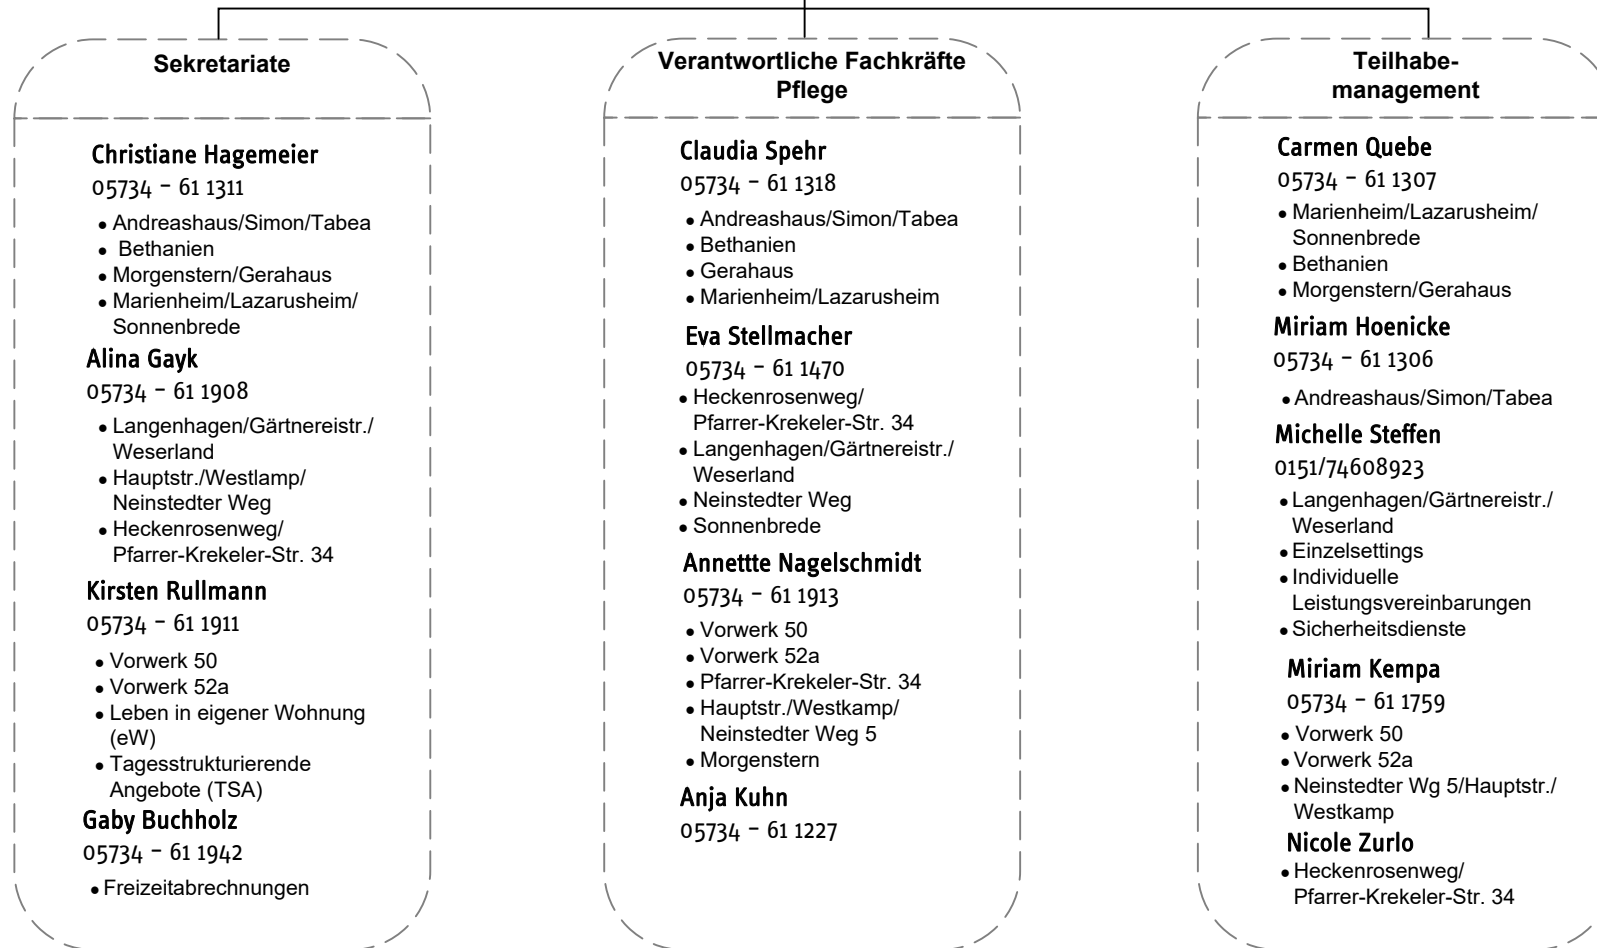 Sekretariate
Christiane Hagemeier
05734 – 61 1311
• Andreashaus/Simon/Tabea
• Bethanien
• Morgenstern/Gerahaus
• Marienheim/Lazarusheim/
Sonnenbrede
Alina Gayk
05734 – 61 1908
• Langenhagen/Gärtnereistr./
Weserland
• Hauptstr./Westlamp/
Neinstedter Weg
• Heckenrosenweg/
Pfarrer-Krekeler-Str. 34
Kirsten Rullmann
05734 – 61 1911
• Vorwerk 50
• Vorwerk 52a
• Leben in eigener Wohnung
(eW)
• Tagesstrukturierende
Angebote (TSA)
Gaby Buchholz
05734 – 61 1942
• Freizeitabrechnungen
Verantwortliche Fachkräfte
Pflege
Claudia Spehr
05734 – 61 1318
• Andreashaus/Simon/Tabea
• Bethanien
• Gerahaus
• Marienheim/Lazarusheim
Eva Stellmacher
05734 – 61 1470
• Heckenrosenweg/
Pfarrer-Krekeler-Str. 34
• Langenhagen/Gärtnereistr./
Weserland
• Neinstedter Weg
• Sonnenbrede
Annettte Nagelschmidt
05734 – 61 1913
• Vorwerk 50
• Vorwerk 52a
• Pfarrer-Krekeler-Str. 34
• Hauptstr./Westkamp/
Neinstedter Weg 5
• Morgenstern
Anja Kuhn
05734 – 61 1227
Teilhabe-
management
Carmen Quebe
05734 – 61 1307
• Marienheim/Lazarusheim/
Sonnenbrede
• Bethanien
• Morgenstern/Gerahaus
Miriam Hoenicke
05734 – 61 1306
• Andreashaus/Simon/Tabea
Michelle Steffen
0151/74608923
• Langenhagen/Gärtnereistr./
Weserland
• Einzelsettings
• Individuelle
Leistungsvereinbarungen
• Sicherheitsdienste
Miriam Kempa
05734 – 61 1759
• Vorwerk 50
• Vorwerk 52a
• Neinstedter Wg 5/Hauptstr./
Westkamp
Nicole Zurlo
• Heckenrosenweg/
Pfarrer-Krekeler-Str. 34